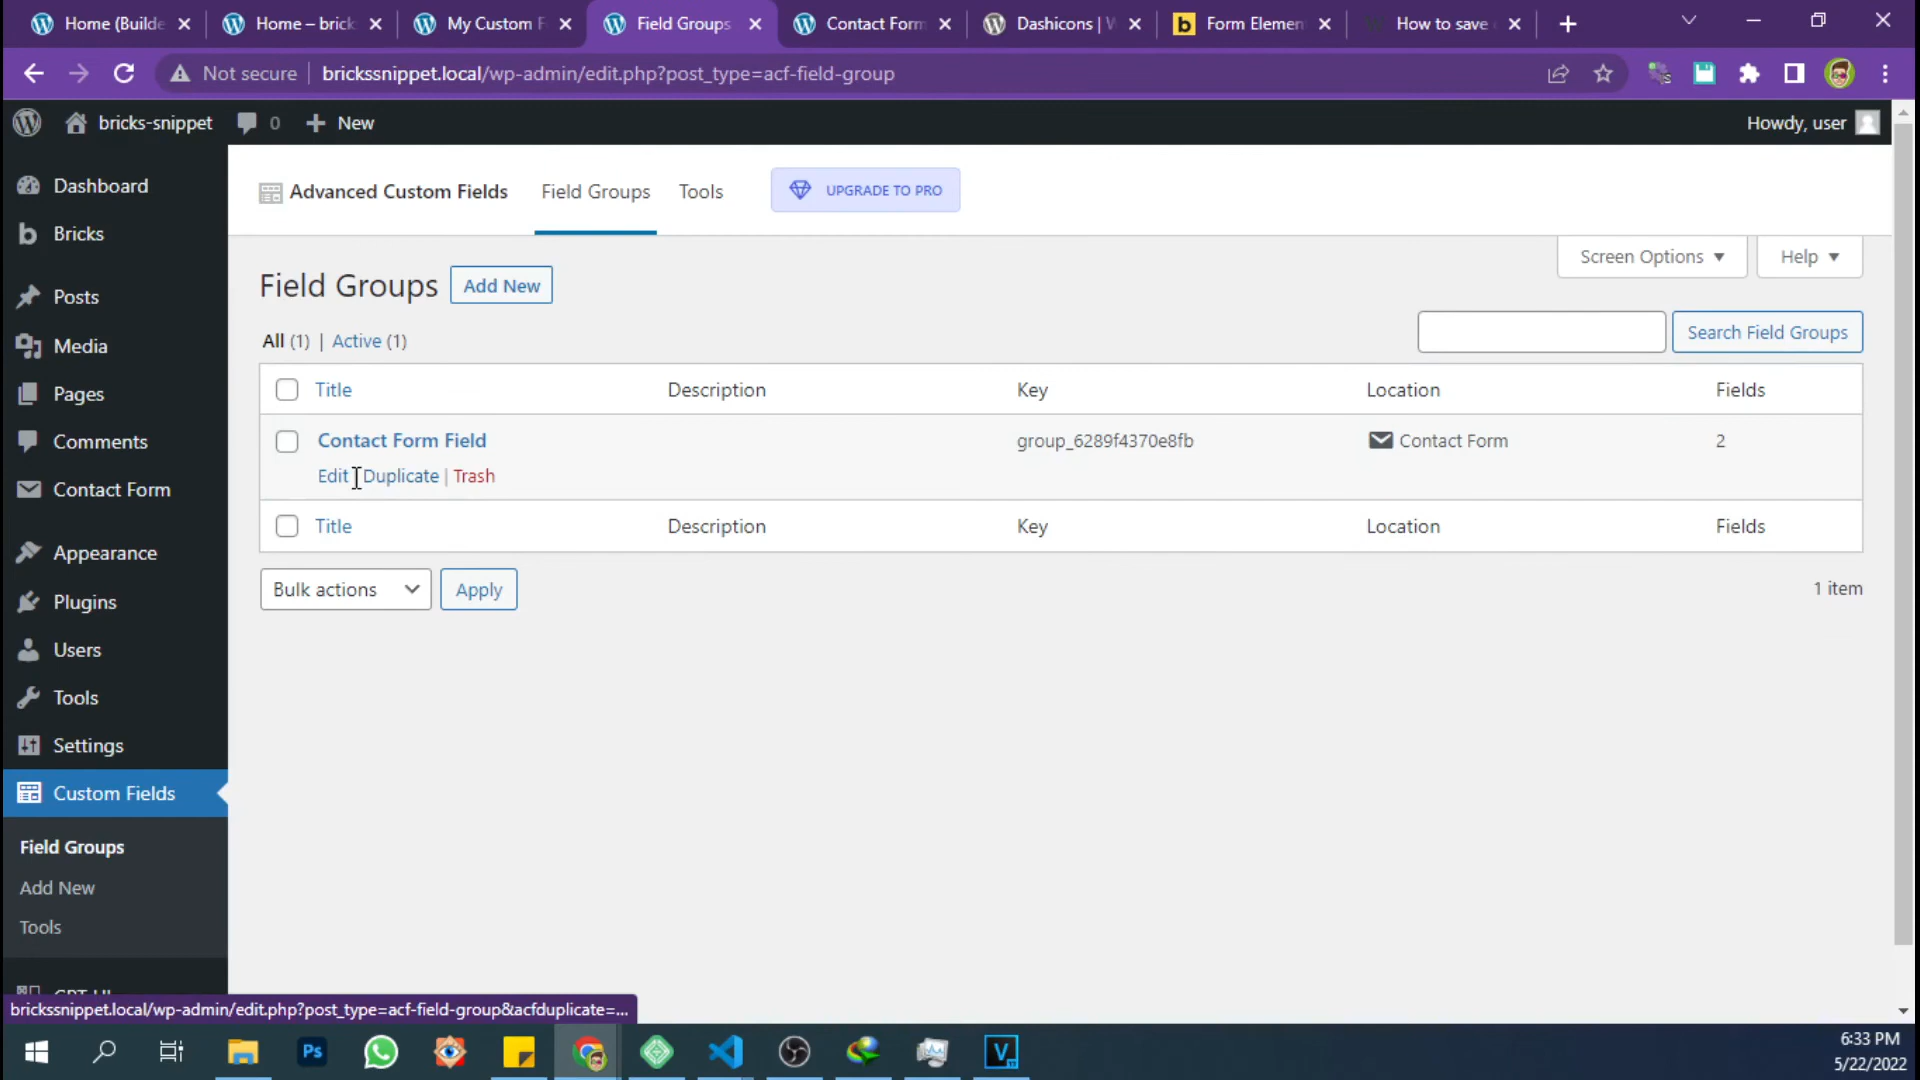 Home (Builde
Home – brick
My Custom F
Field Groups
Contact Form
Dashicons | W
Form Elemen
How to save
Not secure
brickssnippet.local/wp-admin/edit.php?post_type=acf-field-group
bricks-snippet
0
New
Howdy, user
Dashboard
Bricks
Posts
Media
Pages
Comments
Contact Form
Appearance
Plugins
Users
Tools
Settings
Custom Fields
Field Groups
Add New
Tools
Advanced Custom Fields
Field Groups
Tools
UPGRADE TO PRO
Screen Options
Help
Field Groups
Add New
All (1) | Active (1)
Search Field Groups
Title Description Key Location Fields
Contact Form Field group_6289f4370e8fb Contact Form 2
Edit | Duplicate | Trash
Title Description Key Location Fields
Bulk actions
Apply
1 item
brickssnippet.local/wp-admin/edit.php?post_type=acf-field-group&acfduplicate=...
Ps
V
6:33 PM
5/22/2022